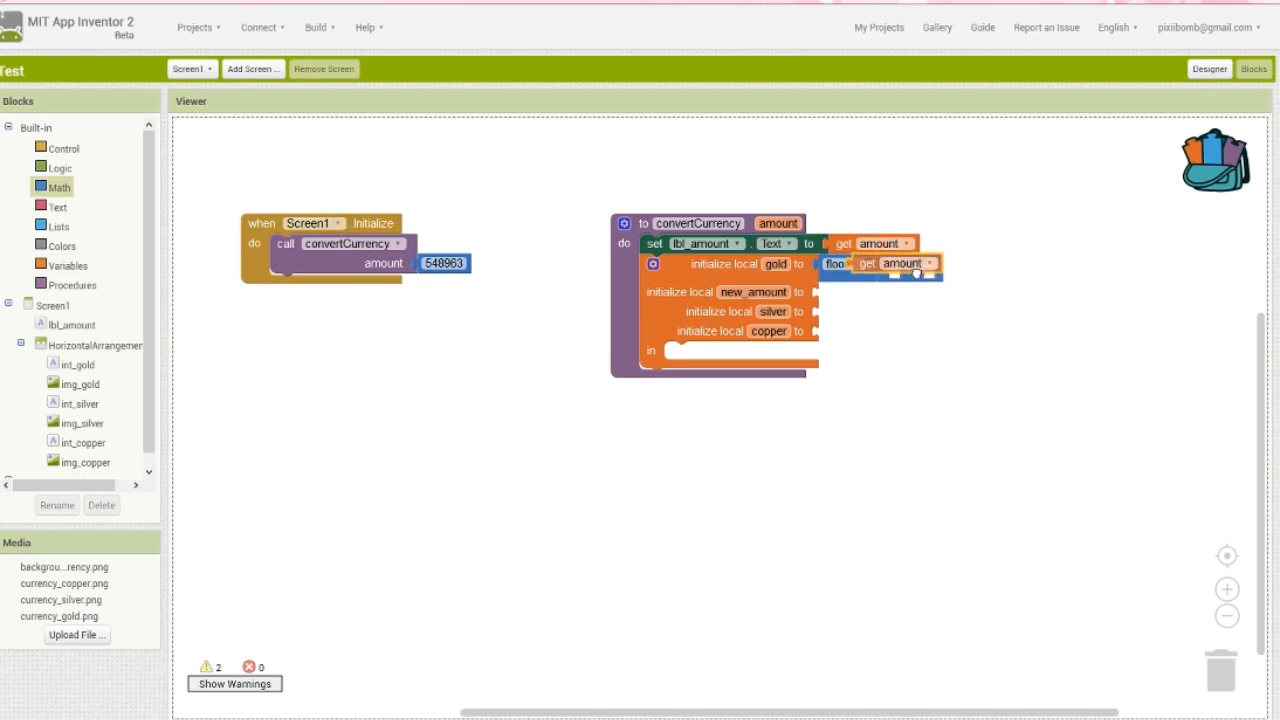 MIT App Inventor 2
Beta
Projects Connect Build Help My Projects Gallery Guide Report an Issue English pixiibomb@gmail.com
Test Screen1 Add Screen ... Remove Screen Designer Blocks
Blocks Viewer
Built-in
Control
Logic
Math
Text
Lists
Colors
Variables
Procedures
Screen1
lbl_amount
HorizontalArrangemer
int_gold
img_gold
int_silver
img_silver
int_copper
img_copper
Rename Delete
Media
backgrou...rency.png
currency_copper.png
currency_silver.png
currency_gold.png
Upload File ...
when Screen1 .Initialize
do call convertCurrency
amount 548963
to convertCurrency amount
do set lbl_amount . Text to get amount
initialize local gold to floo get amount
initialize local new_amount to
initialize local silver to
initialize local copper to
in
2 0
Show Warnings